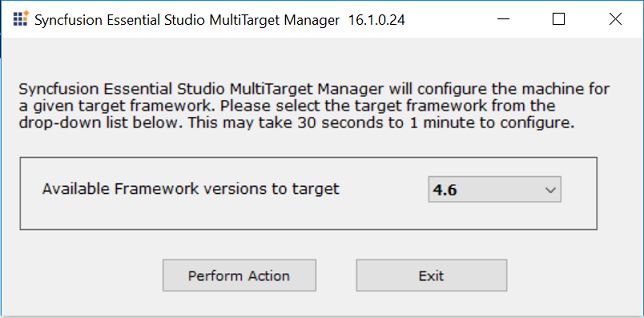 Syncfusion Essential Studio MultiTarget Manager 16.1.0.24
Syncfusion Essential Studio MultiTarget Manager will configure the machine for
a given target framework. Please select the target framework from the
drop-down list below. This may take 30 seconds to 1 minute to configure.
Available Framework versions to target 4.6
Perform Action Exit